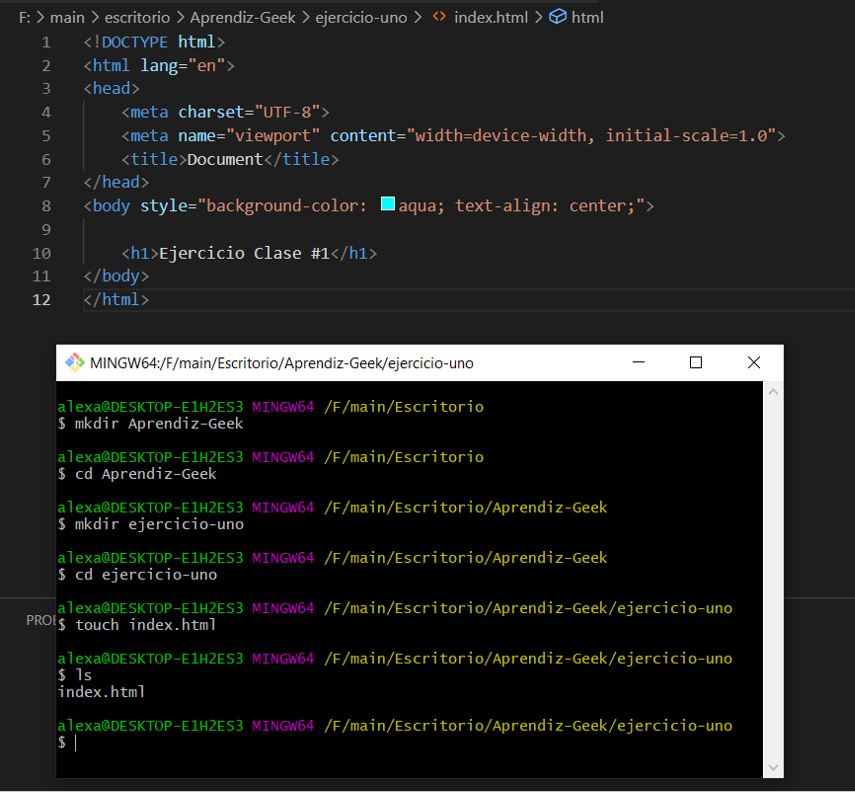 F: > main > escritorio > Aprendiz-Geek > ejercicio-uno > <> index.html > html
1 <!DOCTYPE html>
2 <html lang="en">
3 <head>
4 <meta charset="UTF-8">
5 <meta name="viewport" content="width=device-width, initial-scale=1.0">
6 <title>Document</title>
7 </head>
8 <body style="background-color: aqua; text-align: center;">
9
10 <h1>Ejercicio Clase #1</h1>
11 </body>
12 </html>
MINGW64:/F/main/Escritorio/Aprendiz-Geek/ejercicio-uno
alexa@DESKTOP-E1H2ES3 MINGW64 /F/main/Escritorio
$ mkdir Aprendiz-Geek
alexa@DESKTOP-E1H2ES3 MINGW64 /F/main/Escritorio
$ cd Aprendiz-Geek
alexa@DESKTOP-E1H2ES3 MINGW64 /F/main/Escritorio/Aprendiz-Geek
$ mkdir ejercicio-uno
alexa@DESKTOP-E1H2ES3 MINGW64 /F/main/Escritorio/Aprendiz-Geek
$ cd ejercicio-uno
alexa@DESKTOP-E1H2ES3 MINGW64 /F/main/Escritorio/Aprendiz-Geek/ejercicio-uno
PROB
$ touch index.html
alexa@DESKTOP-E1H2ES3 MINGW64 /F/main/Escritorio/Aprendiz-Geek/ejercicio-uno
$ ls
index.html
alexa@DESKTOP-E1H2ES3 MINGW64 /F/main/Escritorio/Aprendiz-Geek/ejercicio-uno
$